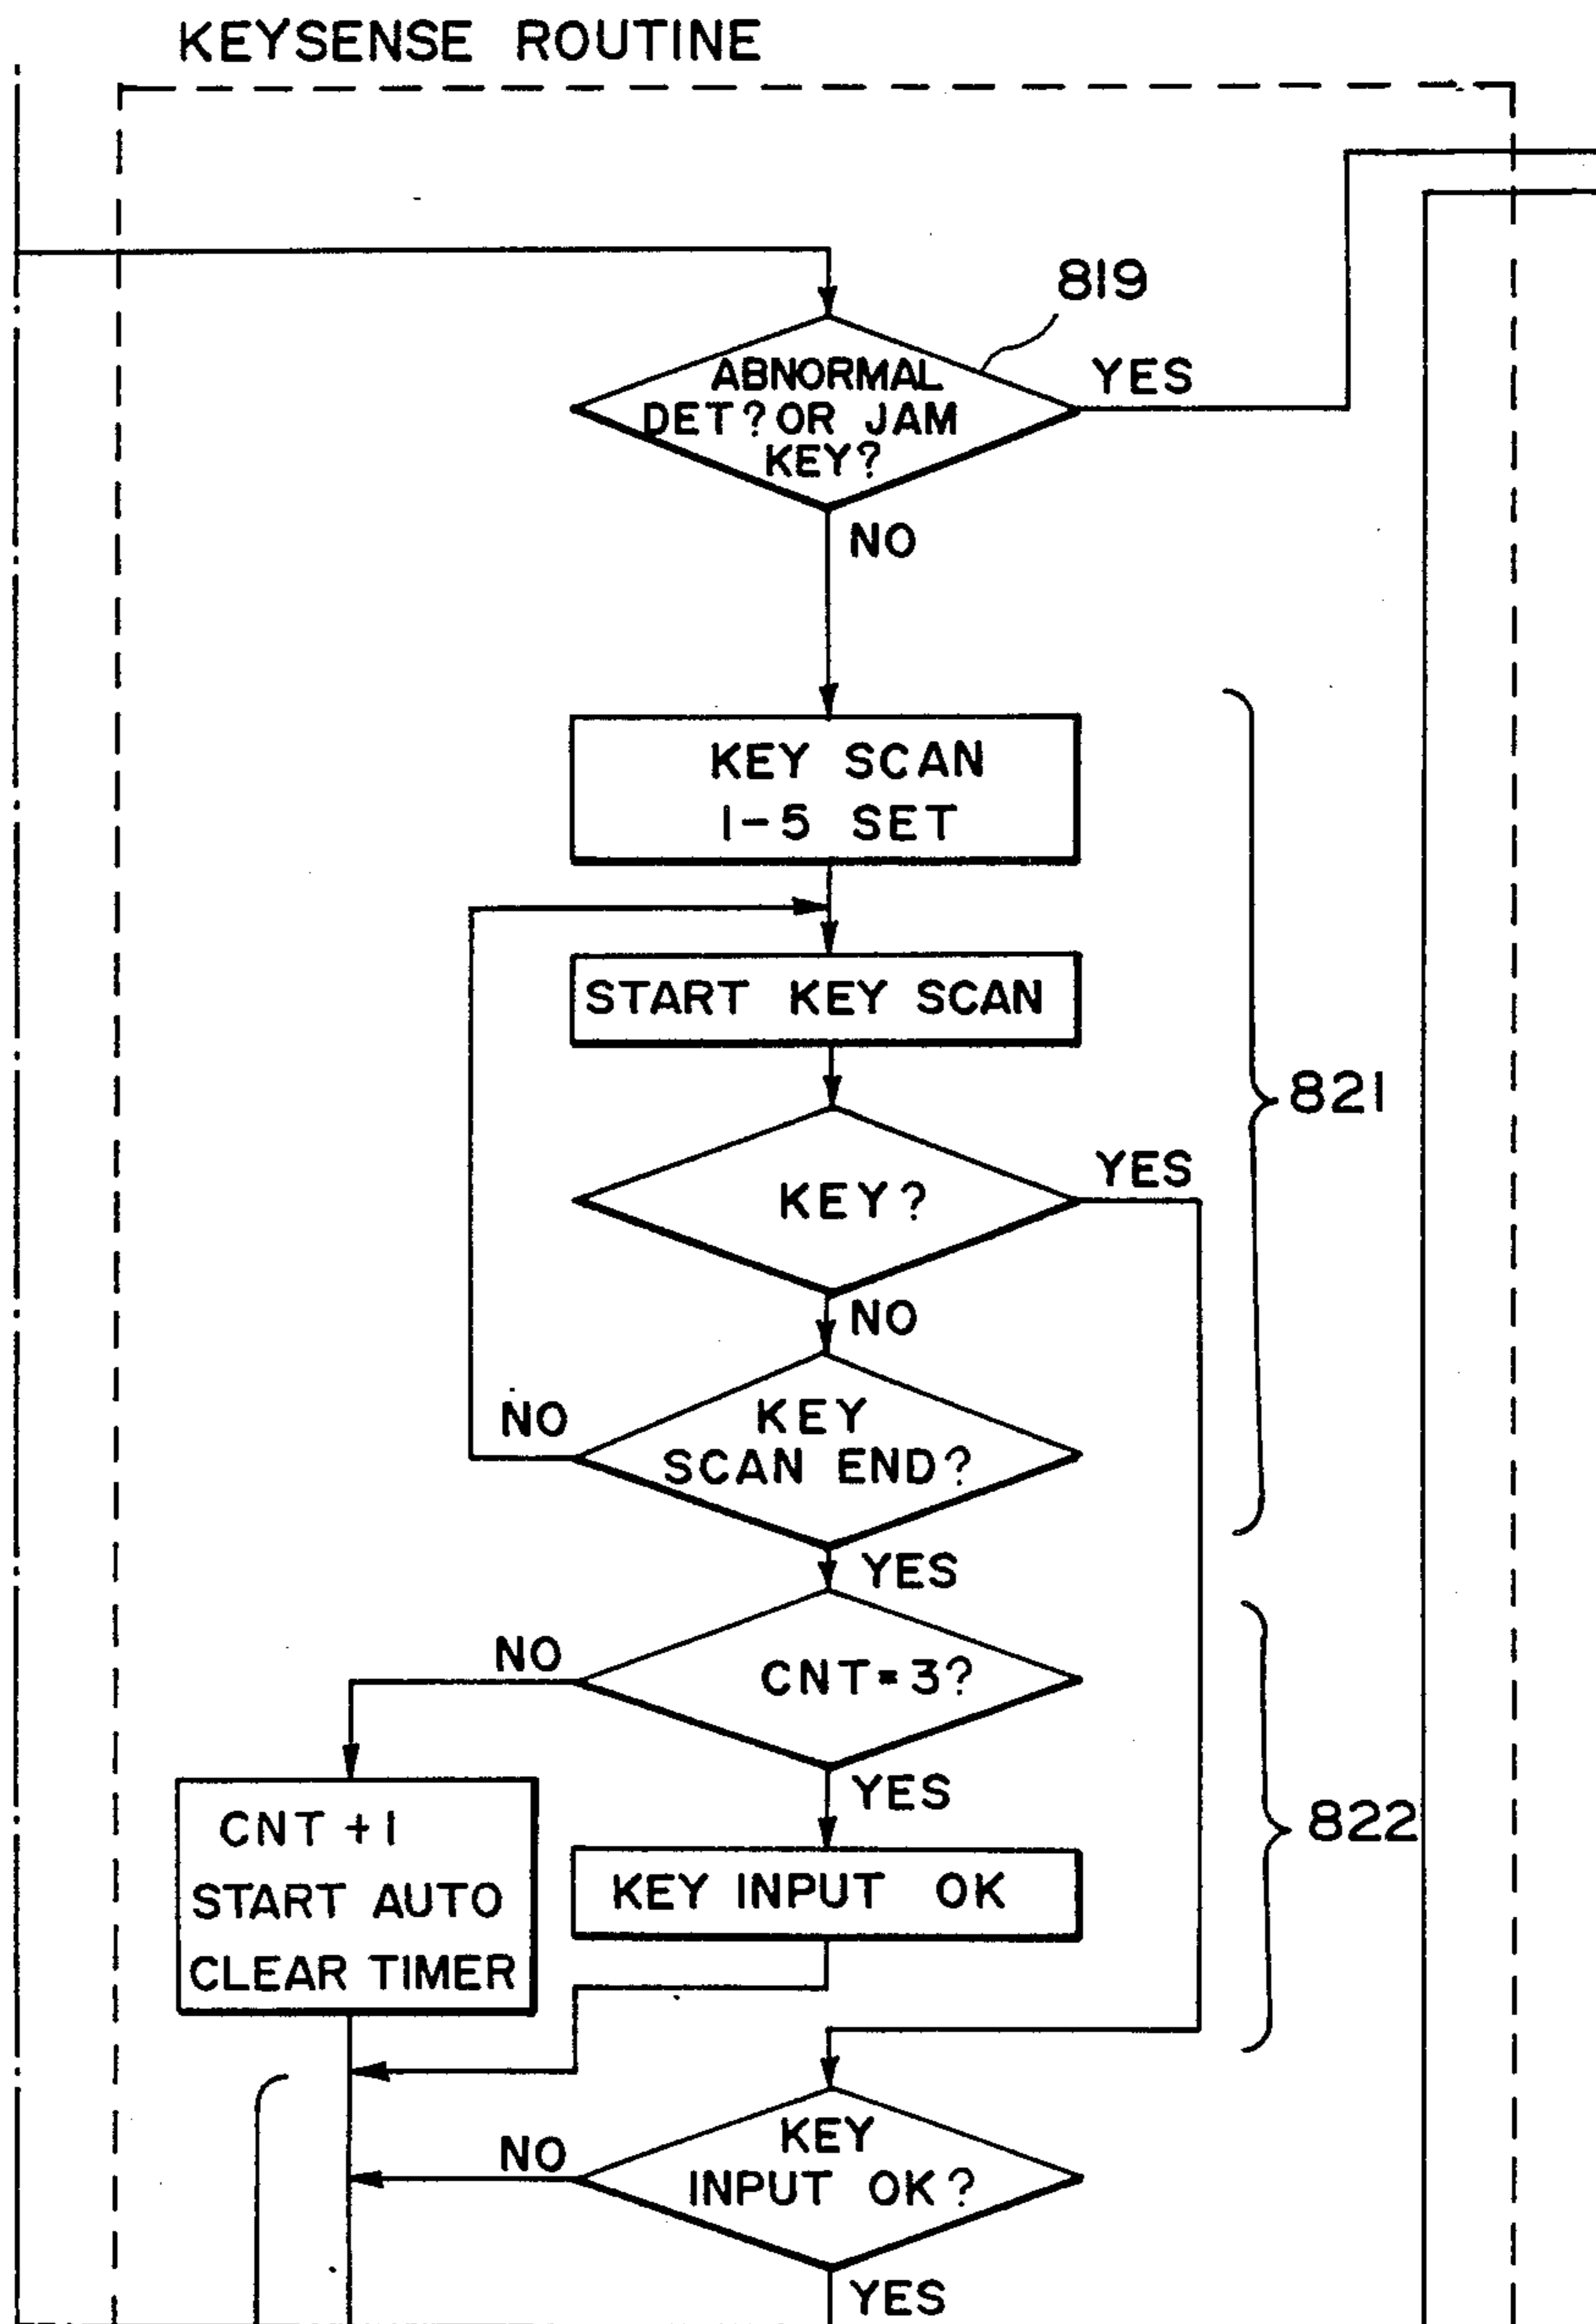 KEYSENSE ROUTINE
819
ABNORMAL
DET? OR JAM
KEY?
YES
NO
KEY SCAN
1-5 SET
START KEY SCAN
821
KEY?
YES
NO
KEY
SCAN END?
NO
YES
CNT=3?
NO
YES
CNT +1
START AUTO
CLEAR TIMER
KEY INPUT OK
822
KEY
INPUT OK?
NO
YES